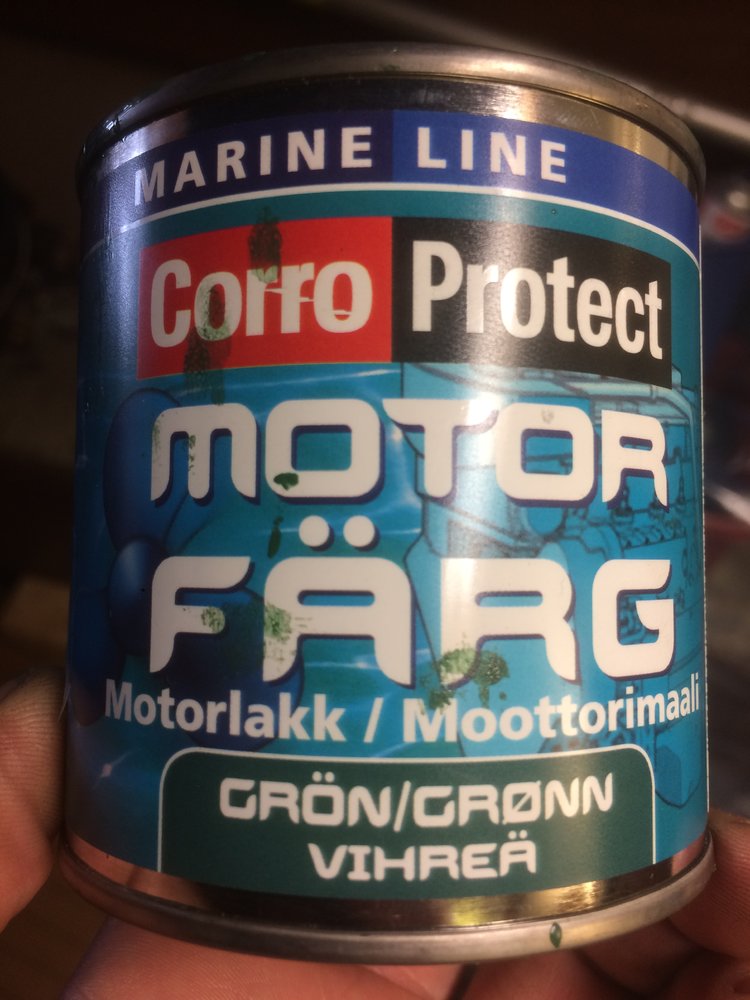 MARINE LINE
Corro Protect
MOTOR
FÄRG
Motorlakk / Moottorimaali
GRÖN/GRØNN
VIHREÄ